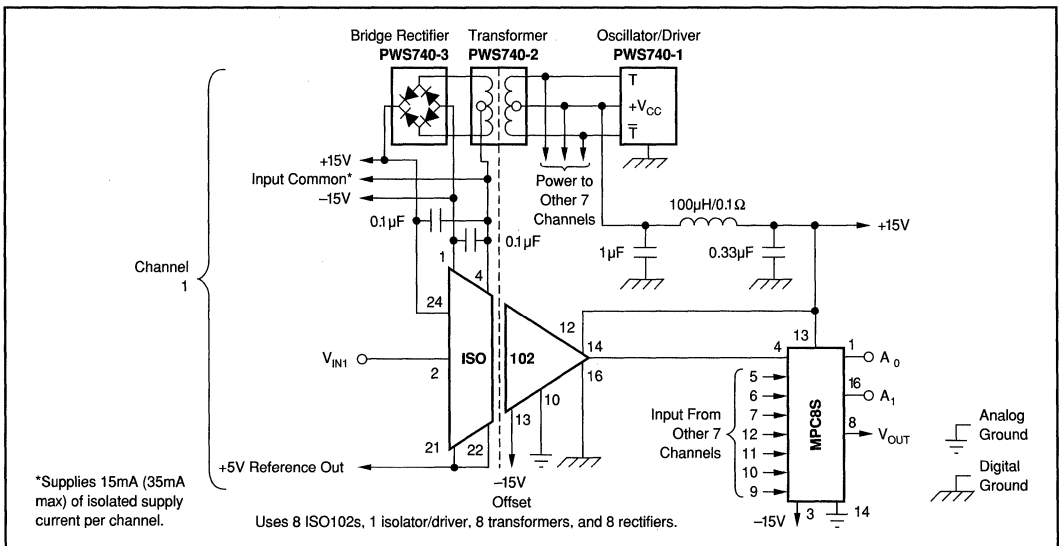 Bridge Rectifier
PWS740-3
Transformer
PWS740-2
Oscillator/Driver
PWS740-1
T
+VCC
T̅
+15V
Input Common*
–15V
0.1µF
0.1µF
Power to
Other 7
Channels
100µH/0.1Ω
+15V
1µF
0.33µF
Channel
1
1
4
24
VIN1
2
ISO
102
12
14
16
10
13
21
22
+5V Reference Out
–15V
Offset
13
4
5
6
7
12
11
10
9
Input From
Other 7
Channels
MPC8S
1
A0
16
A1
8
VOUT
–15V
3
14
Analog
Ground
Digital
Ground
*Supplies 15mA (35mA
max) of isolated supply
current per channel.
Uses 8 ISO102s, 1 isolator/driver, 8 transformers, and 8 rectifiers.